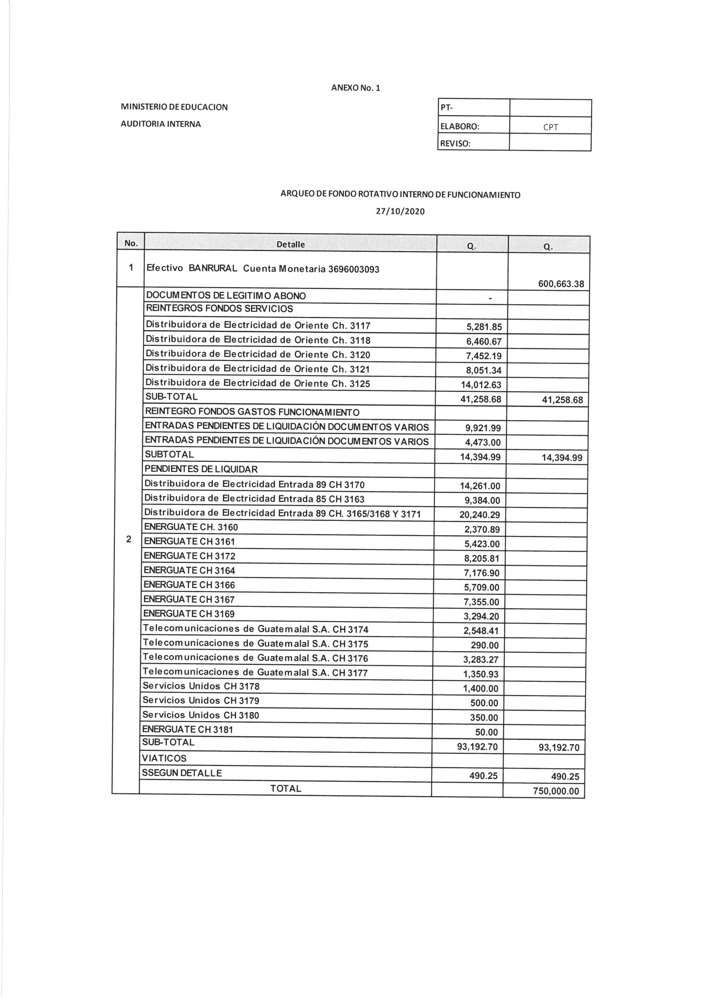 ANEXO No. 1
MINISTERIO DE EDUCACION
AUDITORIA INTERNA
PT-
ELABORO: CPT
REVISO:
ARQUEO DE FONDO ROTATIVO INTERNO DE FUNCIONAMIENTO
27/10/2020
No. Detalle Q. Q.
1 Efectivo BANRURAL Cuenta Monetaria 3696003093 600,663.38
DOCUMENTOS DE LEGITIMO ABONO -
REINTEGROS FONDOS SERVICIOS
Distribuidora de Electricidad de Oriente Ch. 3117 5,281.85
Distribuidora de Electricidad de Oriente Ch. 3118 6,460.67
Distribuidora de Electricidad de Oriente Ch. 3120 7,452.19
Distribuidora de Electricidad de Oriente Ch. 3121 8,051.34
Distribuidora de Electricidad de Oriente Ch. 3125 14,012.63
SUB-TOTAL 41,258.68 41,258.68
REINTEGRO FONDOS GASTOS FUNCIONAMIENTO
ENTRADAS PENDIENTES DE LIQUIDACIÓN DOCUMENTOS VARIOS 9,921.99
ENTRADAS PENDIENTES DE LIQUIDACIÓN DOCUMENTOS VARIOS 4,473.00
SUBTOTAL 14,394.99 14,394.99
PENDIENTES DE LIQUIDAR
Distribuidora de Electricidad Entrada 89 CH 3170 14,261.00
Distribuidora de Electricidad Entrada 85 CH 3163 9,384.00
Distribuidora de Electricidad Entrada 89 CH. 3165/3168 Y 3171 20,240.29
ENERGUATE CH. 3160 2,370.89
2 ENERGUATE CH 3161 5,423.00
ENERGUATE CH 3172 8,205.81
ENERGUATE CH 3164 7,176.90
ENERGUATE CH 3166 5,709.00
ENERGUATE CH 3167 7,355.00
ENERGUATE CH 3169 3,294.20
Telecomunicaciones de Guatemalal S.A. CH 3174 2,548.41
Telecomunicaciones de Guatemalal S.A. CH 3175 290.00
Telecomunicaciones de Guatemalal S.A. CH 3176 3,283.27
Telecomunicaciones de Guatemalal S.A. CH 3177 1,350.93
Servicios Unidos CH 3178 1,400.00
Servicios Unidos CH 3179 500.00
Servicios Unidos CH 3180 350.00
ENERGUATE CH 3181 50.00
SUB-TOTAL 93,192.70 93,192.70
VIATICOS
SSEGUN DETALLE 490.25 490.25
TOTAL 750,000.00